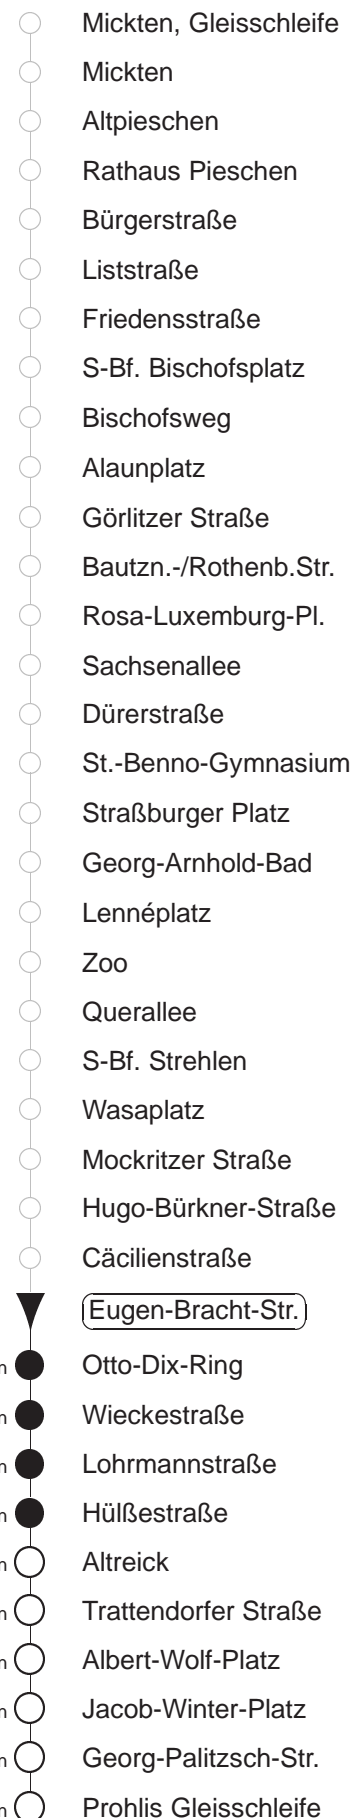 Mickten, Gleisschleife
Mickten
Altpieschen
Rathaus Pieschen
Bürgerstraße
Liststraße
Friedensstraße
S-Bf. Bischofsplatz
Bischofsweg
Alaunplatz
Görlitzer Straße
Bautzn.-/Rothenb.Str.
Rosa-Luxemburg-Pl.
Sachsenallee
Dürerstraße
St.-Benno-Gymnasium
Straßburger Platz
Georg-Arnhold-Bad
Lennéplatz
Zoo
Querallee
S-Bf. Strehlen
Wasaplatz
Mockritzer Straße
Hugo-Bürkner-Straße
Cäcilienstraße
Eugen-Bracht-Str.
Otto-Dix-Ring
Wieckestraße
Lohrmannstraße
Hülßestraße
Altreick
Trattendorfer Straße
Albert-Wolf-Platz
Jacob-Winter-Platz
Georg-Palitzsch-Str.
Prohlis Gleisschleife